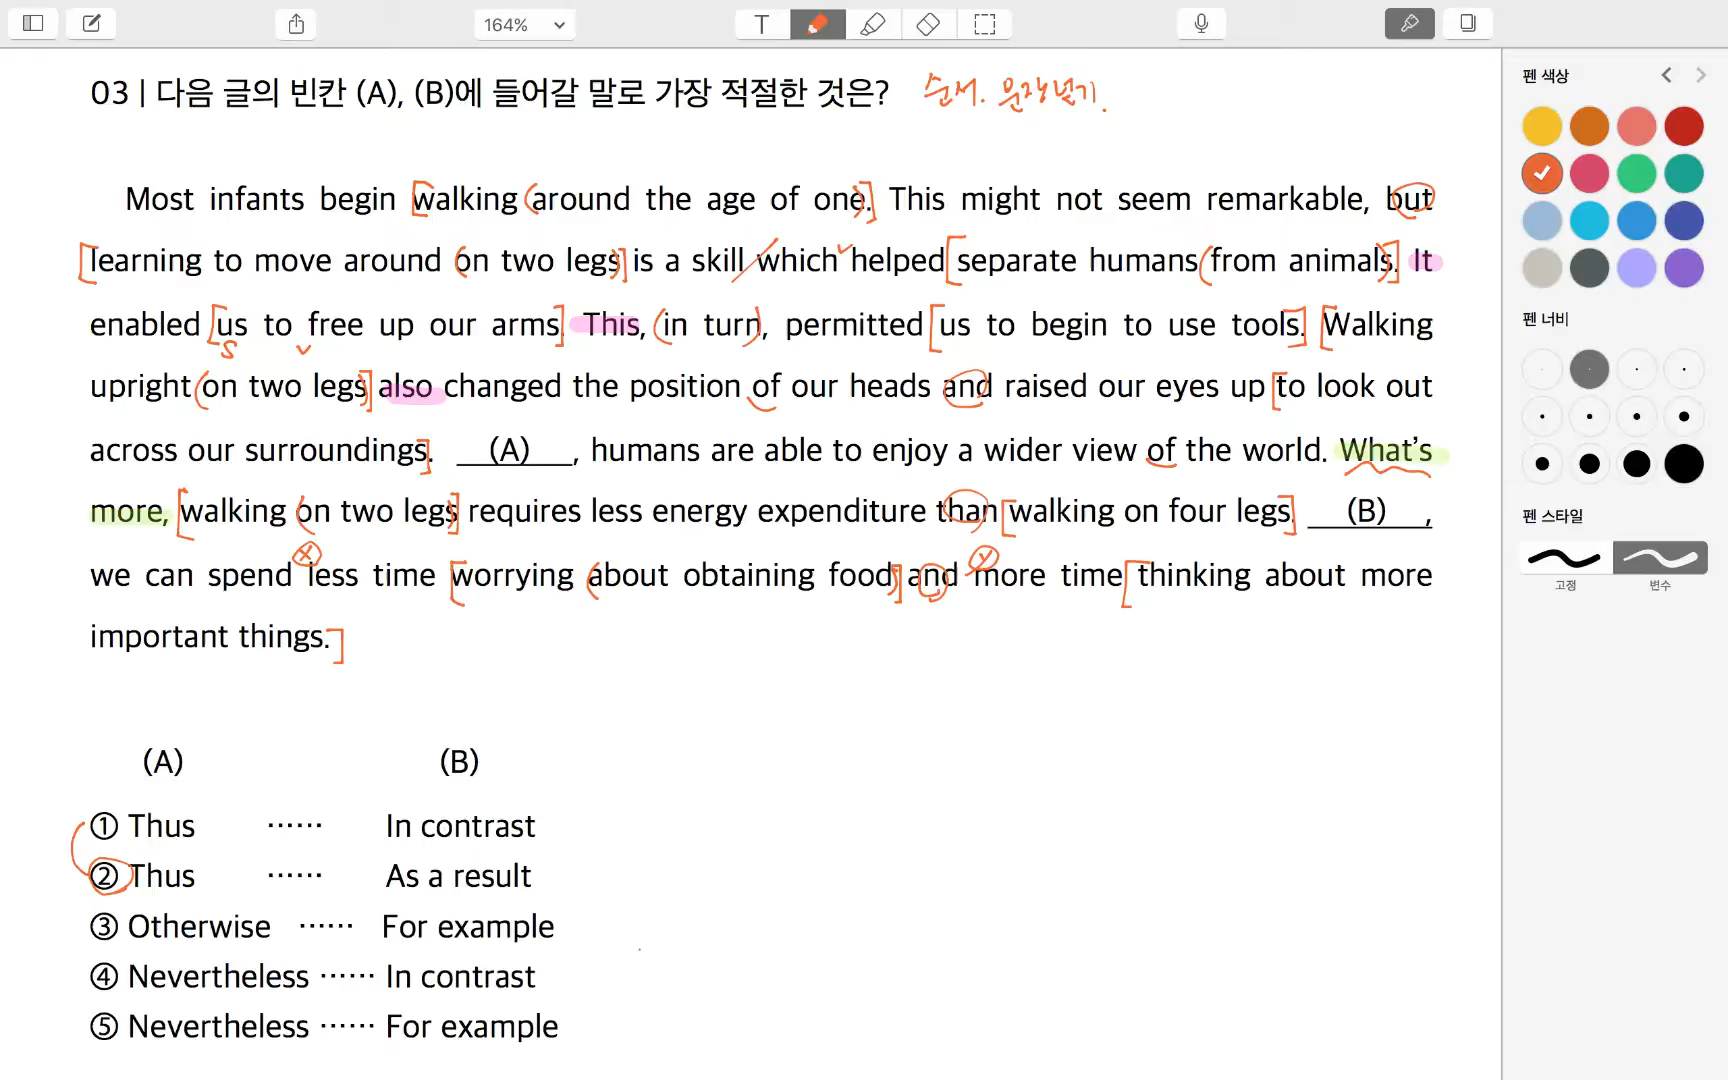 164%
T
03 | 다음 글의 빈칸 (A), (B)에 들어갈 말로 가장 적절한 것은? 순서. 문장넣기.
Most infants begin walking around the age of one. This might not seem remarkable, but
learning to move around on two legs is a skill which helped separate humans from animals. It
enabled us to free up our arms. This, in turn, permitted us to begin to use tools. Walking
S
upright on two legs also changed the position of our heads and raised our eyes up to look out
across our surroundings. (A), humans are able to enjoy a wider view of the world. What's
more, walking on two legs requires less energy expenditure than walking on four legs. (B),
we can spend less time worrying about obtaining food and more time thinking about more
important things.
(A) (B)
① Thus ⋯⋯ In contrast
② Thus ⋯⋯ As a result
③ Otherwise ⋯⋯ For example
④ Nevertheless ⋯⋯ In contrast
⑤ Nevertheless ⋯⋯ For example
펜 색상
펜 너비
펜 스타일
고정 변수